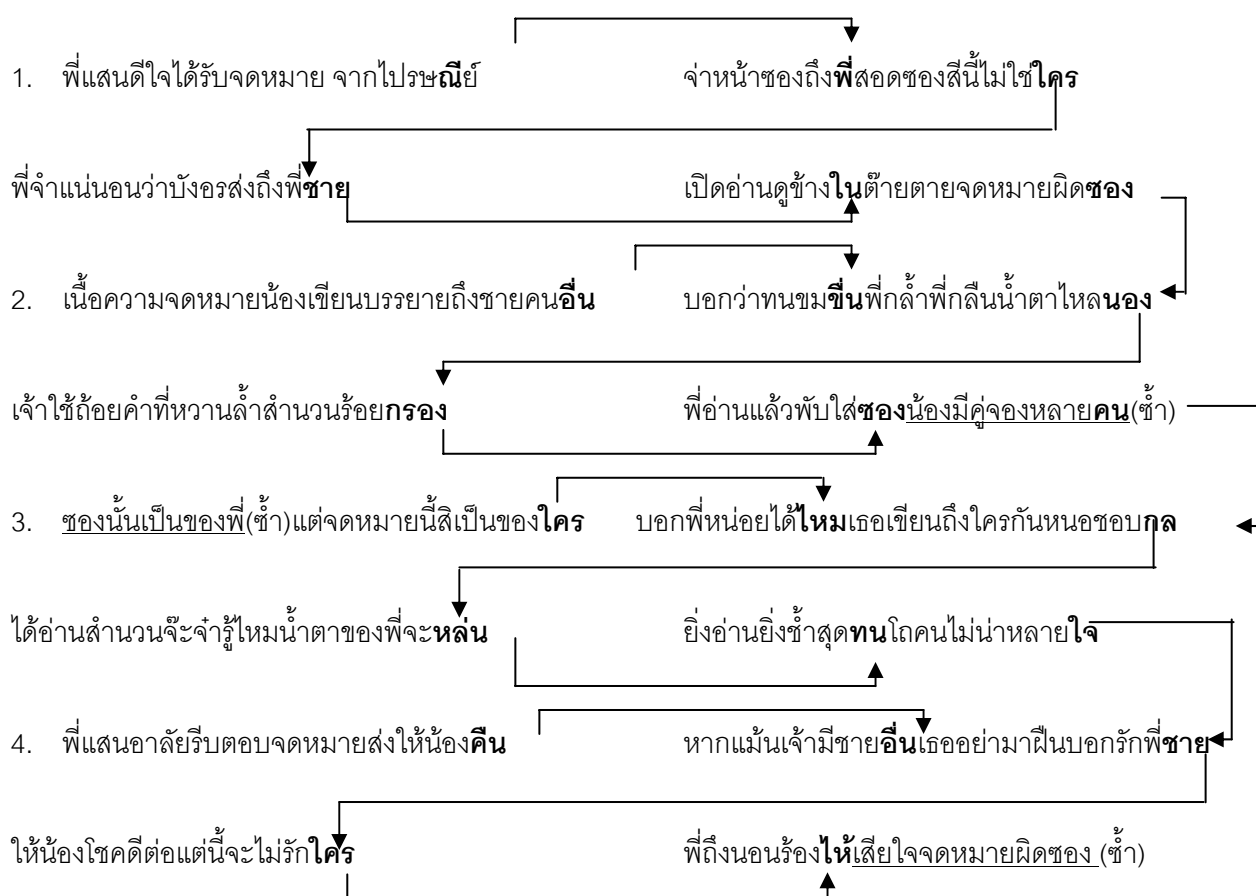 1. พี่แสนดีใจได้รับจดหมาย จากไปรษณีย์ จ่าหน้าซองถึงพี่สอดซองสีนี้ไม่ใช่ใคร
พี่จำแน่นอนว่าบังอรส่งถึงพี่ชาย เปิดอ่านดูข้างในต๊ายตายจดหมายผิดซอง
2. เนื้อความจดหมายน้องเขียนบรรยายถึงชายคนอื่น บอกว่าทนขมขื่นพี่กล้ำพี่กลืนน้ำตาไหลนอง
เจ้าใช้ถ้อยคำที่หวานล้ำสำนวนร้อยกรอง พี่อ่านแล้วพับใส่ซองน้องมีคู่จองหลายคน(ซ้ำ)
3. ซองนั้นเป็นของพี่(ซ้ำ)แต่จดหมายนี้สิเป็นของใคร บอกพี่หน่อยได้ไหมเธอเขียนถึงใครกันหนอชอบกล
ได้อ่านสำนวนจ๊ะจ๋ารู้ไหมน้ำตาของพี่จะหล่น ยิ่งอ่านยิ่งช้ำสุดทนโถคนไม่น่าหลายใจ
4. พี่แสนอาลัยรีบตอบจดหมายส่งให้น้องคืน หากแม้นเจ้ามีชายอื่นเธออย่ามาฝืนบอกรักพี่ชาย
ให้น้องโชคดีต่อแต่นี้จะไม่รักใคร พี่ถึงนอนร้องไห้เสียใจจดหมายผิดซอง (ซ้ำ)